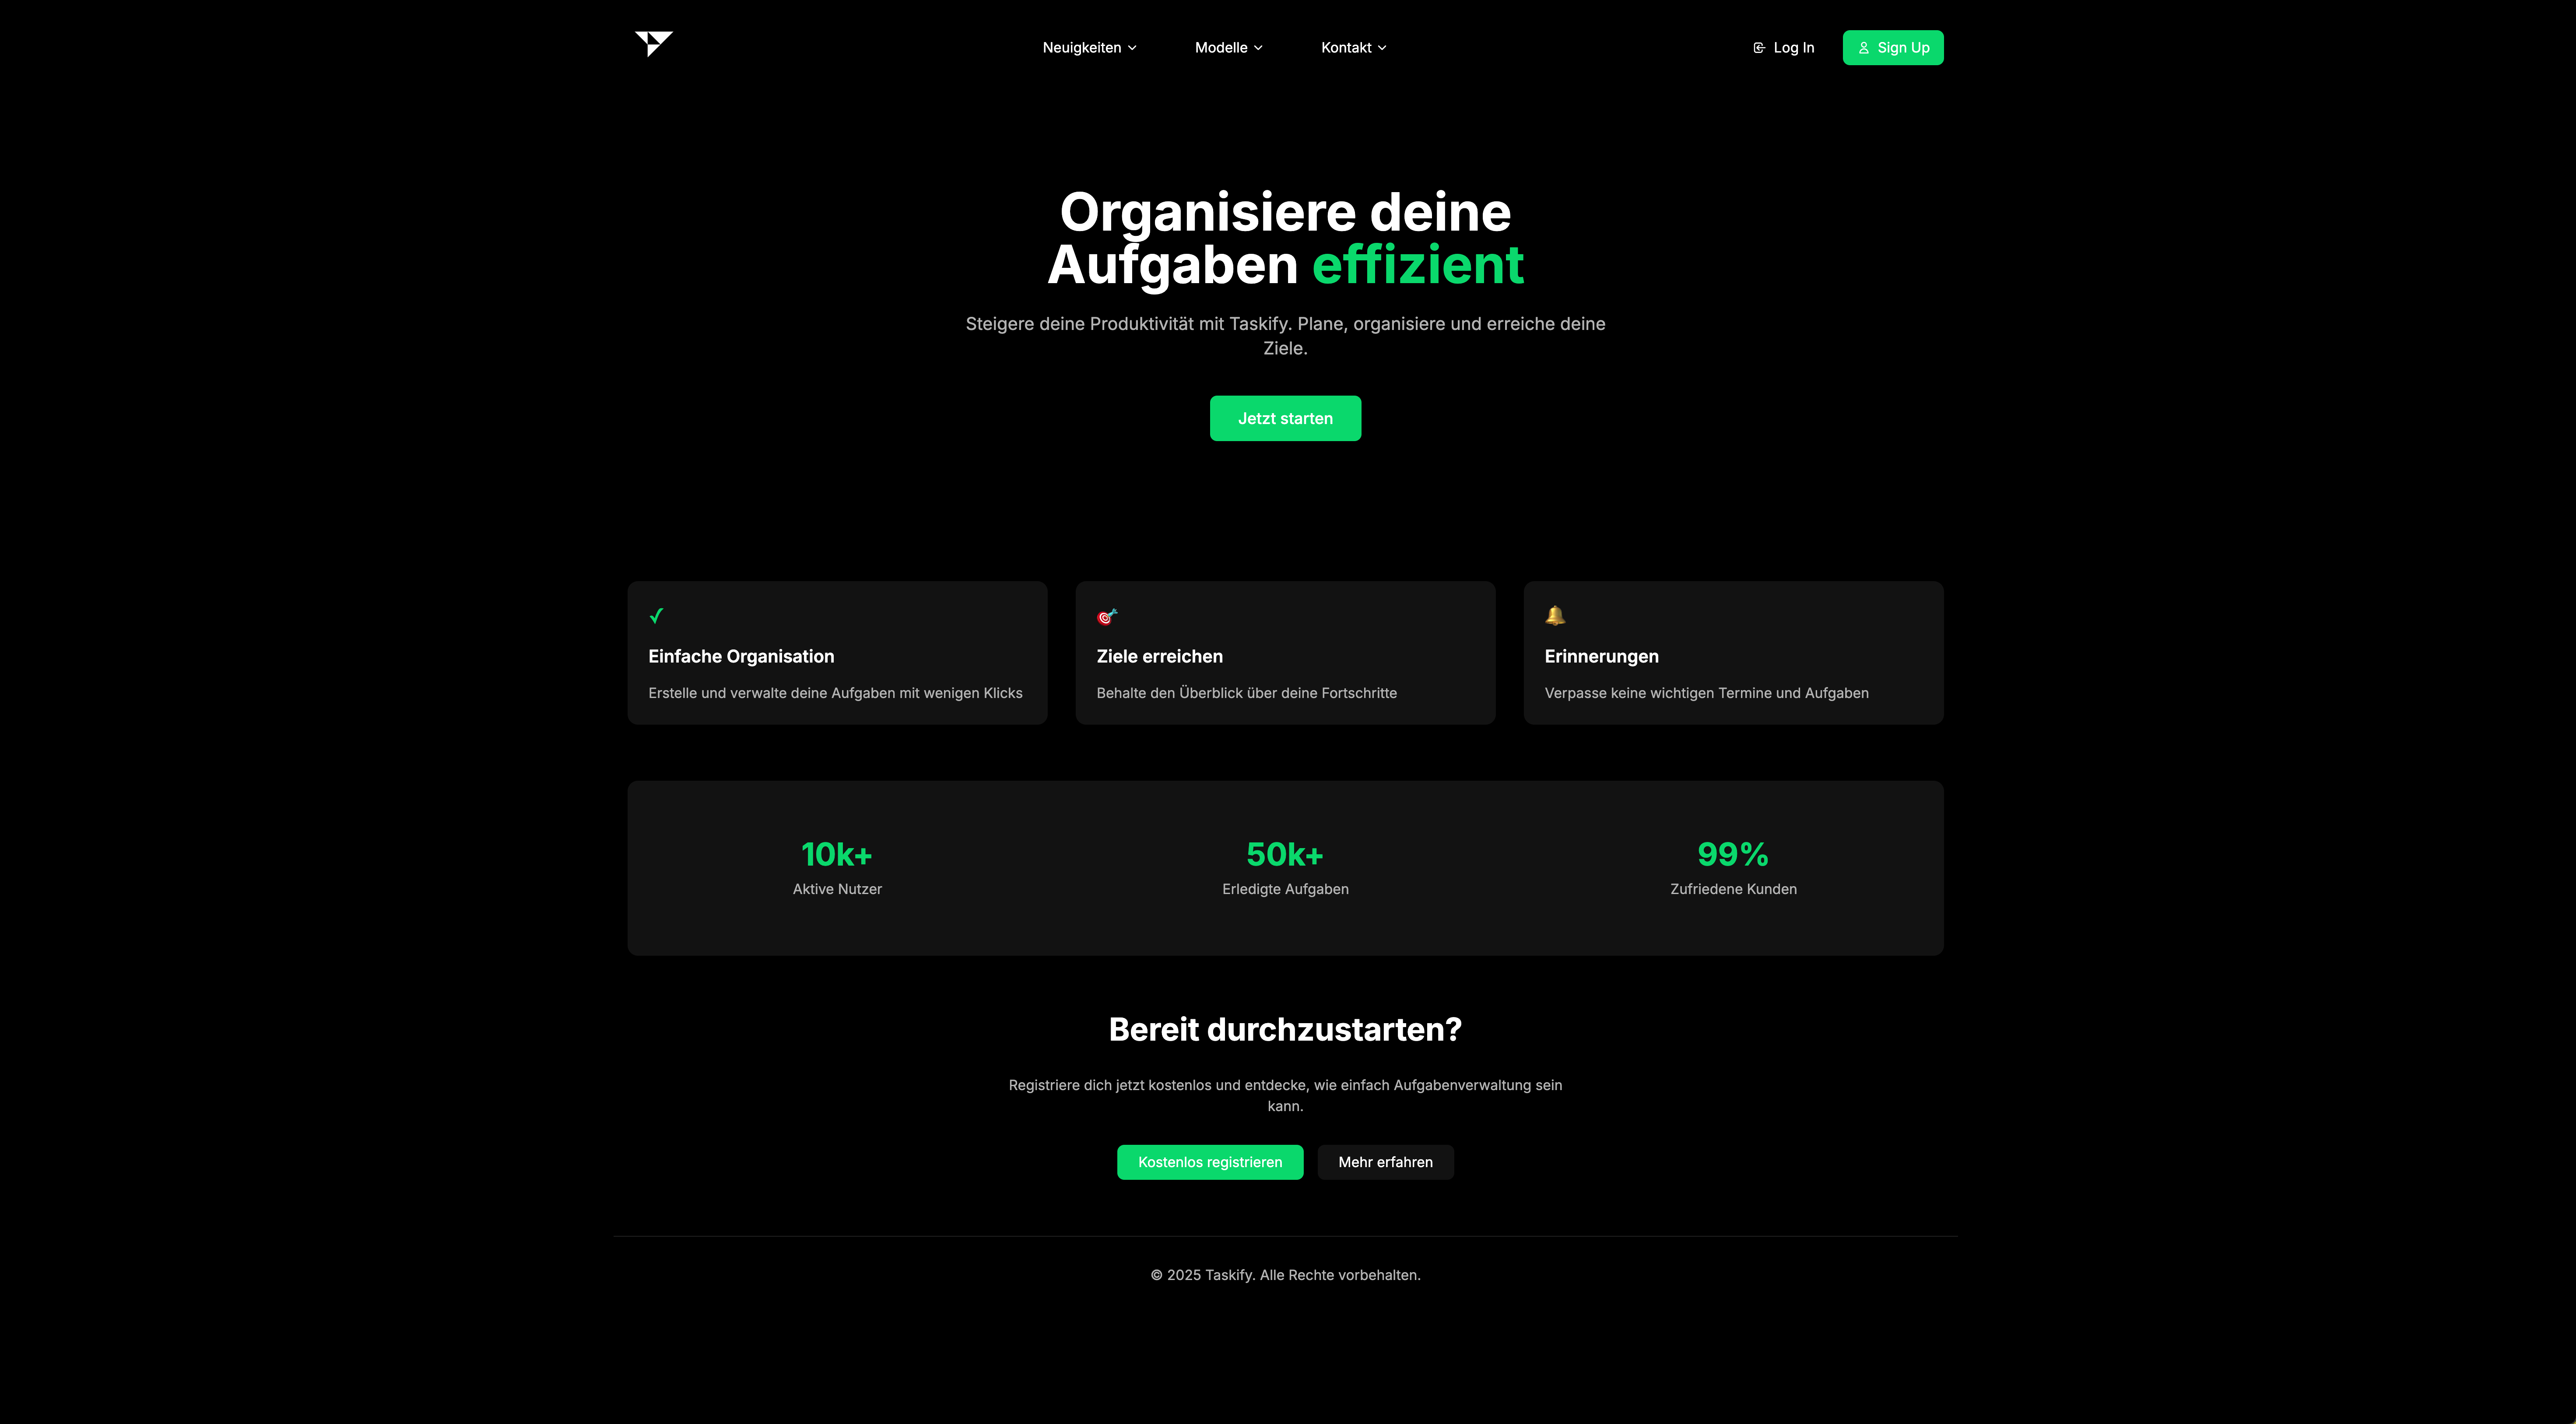 Neuigkeiten
Modelle
Kontakt
Log In
Sign Up
Organisiere deine
Aufgaben effizient
Steigere deine Produktivität mit Taskify. Plane, organisiere und erreiche deine
Ziele.
Jetzt starten
Einfache Organisation
Erstelle und verwalte deine Aufgaben mit wenigen Klicks
Ziele erreichen
Behalte den Überblick über deine Fortschritte
Erinnerungen
Verpasse keine wichtigen Termine und Aufgaben
10k+
Aktive Nutzer
50k+
Erledigte Aufgaben
99%
Zufriedene Kunden
Bereit durchzustarten?
Registriere dich jetzt kostenlos und entdecke, wie einfach Aufgabenverwaltung sein
kann.
Kostenlos registrieren
Mehr erfahren
© 2025 Taskify. Alle Rechte vorbehalten.